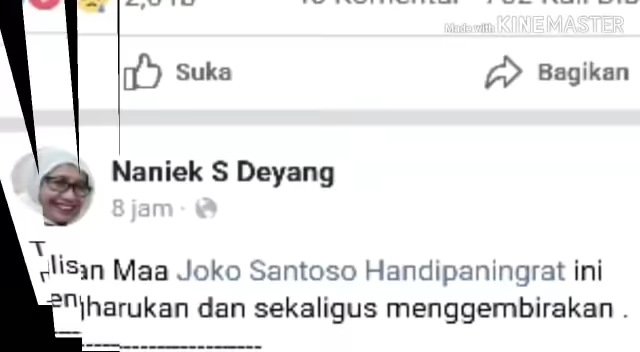 Made with KINEMASTER
Suka
Bagikan
Naniek S Deyang
8 jam ·
Tulisan Maa Joko Santoso Handipaningrat ini
mengharukan dan sekaligus menggembirakan .
--------------------